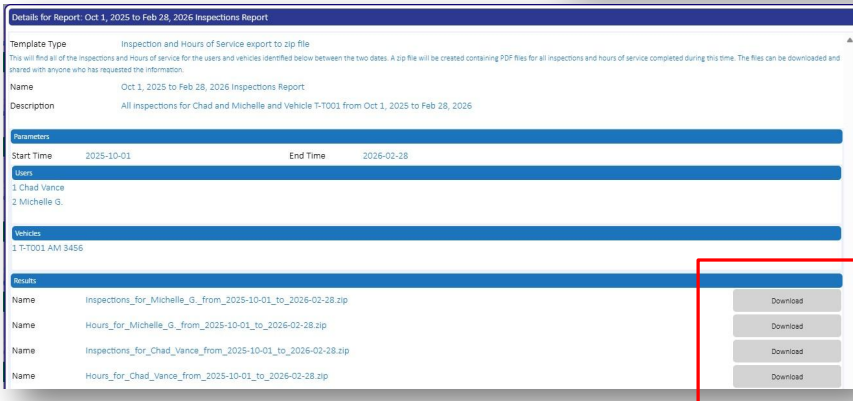 Details for Report: Oct 1, 2025 to Feb 28, 2026 Inspections Report
Template Type Inspection and Hours of Service export to zip file
This will find all of the inspections and Hours of service for the users and vehicles identified below between the two dates. A zip file will be created containing PDF files for all inspections and hours of service completed during this time. The files can be downloaded and
shared with anyone who has requested the information.
Name Oct 1, 2025 to Feb 28, 2026 Inspections Report
Description All inspections for Chad and Michelle and Vehicle T-T001 from Oct 1, 2025 to Feb 28, 2026
Parameters
Start Time 2025-10-01 End Time 2026-02-28
Users
1 Chad Vance
2 Michelle G.
Vehicles
1 T-T001 AM 3456
Results
Name Inspections_for_Michelle_G._from_2025-10-01_to_2026-02-28.zip Download
Name Hours_for_Michelle_G._from_2025-10-01_to_2026-02-28.zip Download
Name Inspections_for_Chad_Vance_from_2025-10-01_to_2026-02-28.zip Download
Name Hours_for_Chad_Vance_from_2025-10-01_to_2026-02-28.zip Download